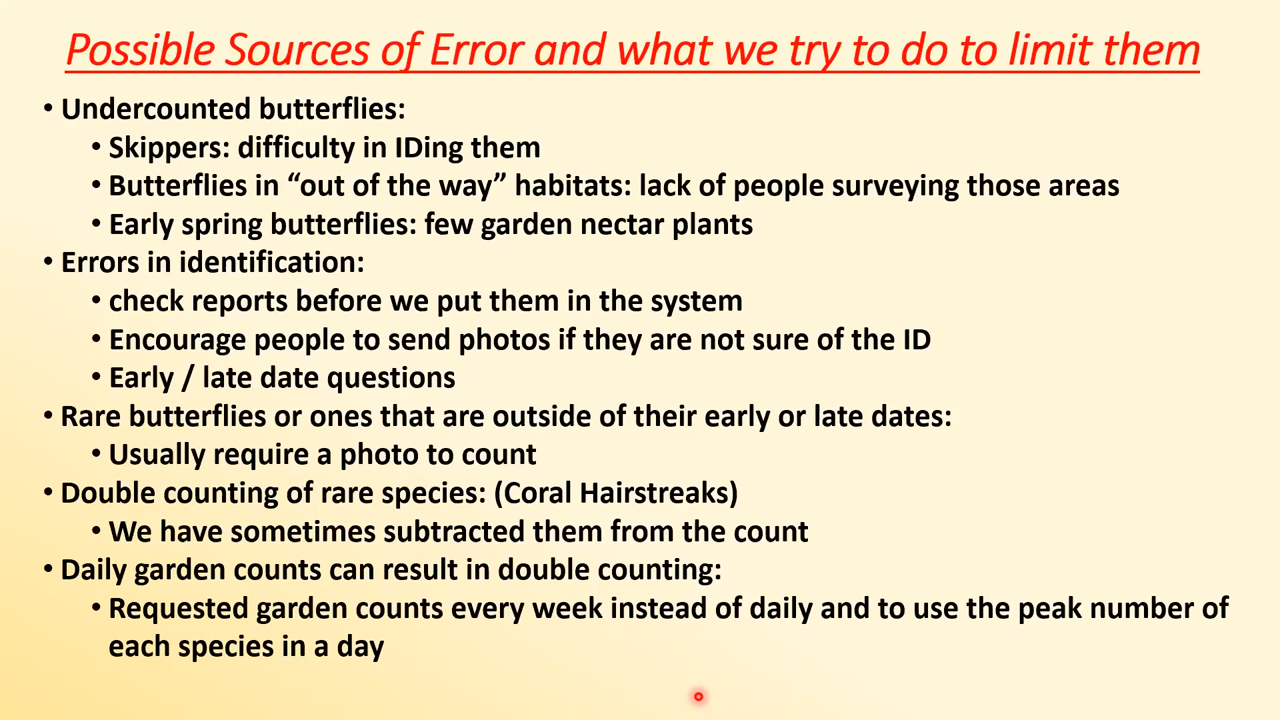 Possible Sources of Error and what we try to do to limit them
• Undercounted butterflies:
• Skippers: difficulty in IDing them
• Butterflies in “out of the way” habitats: lack of people surveying those areas
• Early spring butterflies: few garden nectar plants
• Errors in identification:
• check reports before we put them in the system
• Encourage people to send photos if they are not sure of the ID
• Early / late date questions
• Rare butterflies or ones that are outside of their early or late dates:
• Usually require a photo to count
• Double counting of rare species: (Coral Hairstreaks)
• We have sometimes subtracted them from the count
• Daily garden counts can result in double counting:
• Requested garden counts every week instead of daily and to use the peak number of
each species in a day